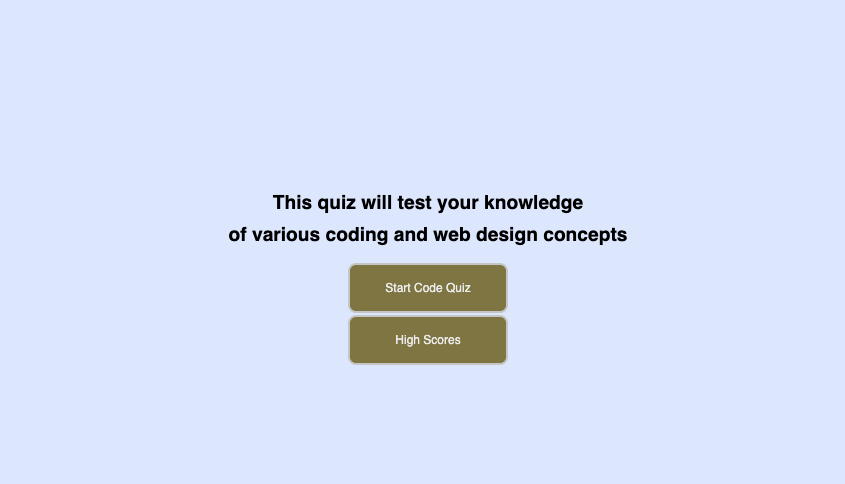 This quiz will test your knowledge
of various coding and web design concepts
Start Code Quiz
High Scores